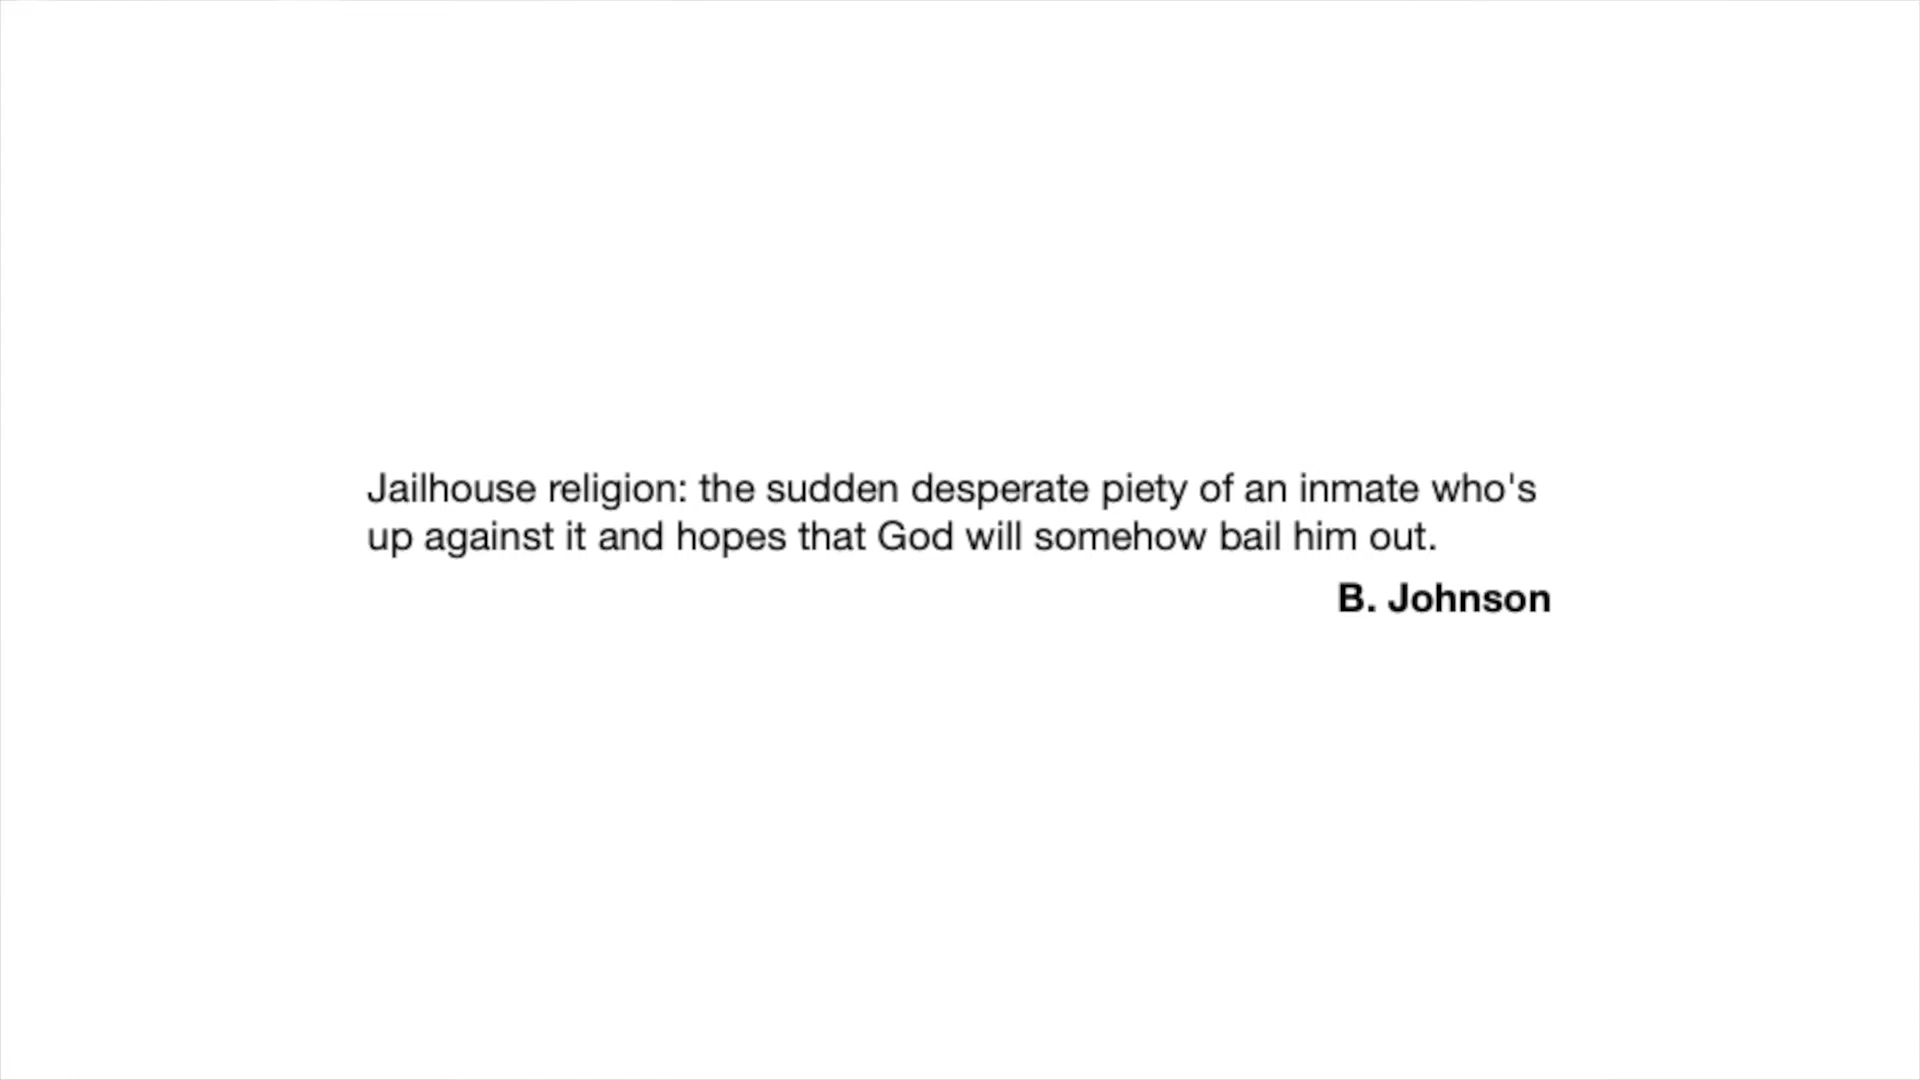 Jailhouse religion: the sudden desperate piety of an inmate who's
up against it and hopes that God will somehow bail him out.
B. Johnson